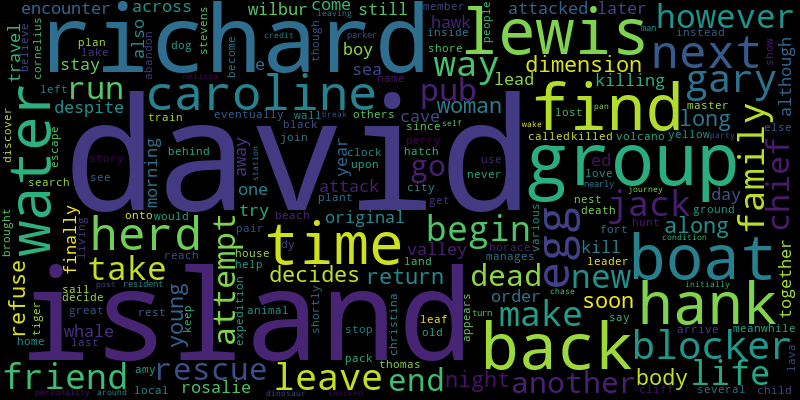 encounter across wilbur come still attacked later
richard lewis however
travel believe cornelius plan lake also abandon dog stevens boy stay become though hawk inside shore member people man instead although
caroline way pub woman lead dimension killing next gary
run despite sea e
water david find group
left train eventually wall break others since self cave lost pan master show
discover escape story search see morning behind black join clock upon year perry called killed volcano yellow party else long
brought living away hatch use never wake love nearly ed chief family
one attack city go station plant get nest death day ground along
herd try original beach valley begin egg jack journey hunt
finally onto would pair time various fort kill cliff condition
take attempt house help dy land horace manages leader boat
refuse young reach decides return dead new soon together
island
sail decide post resident keep expedition animal shortly stop christina leaf old appears turn order chase say initially arrive meanwhile
tiger great rest back make hank blocker
home whale last rescue leave pack thomas end night another body life lava
friend amy local rosalie dinosaur several child
personality around leaving credit parker melissa name